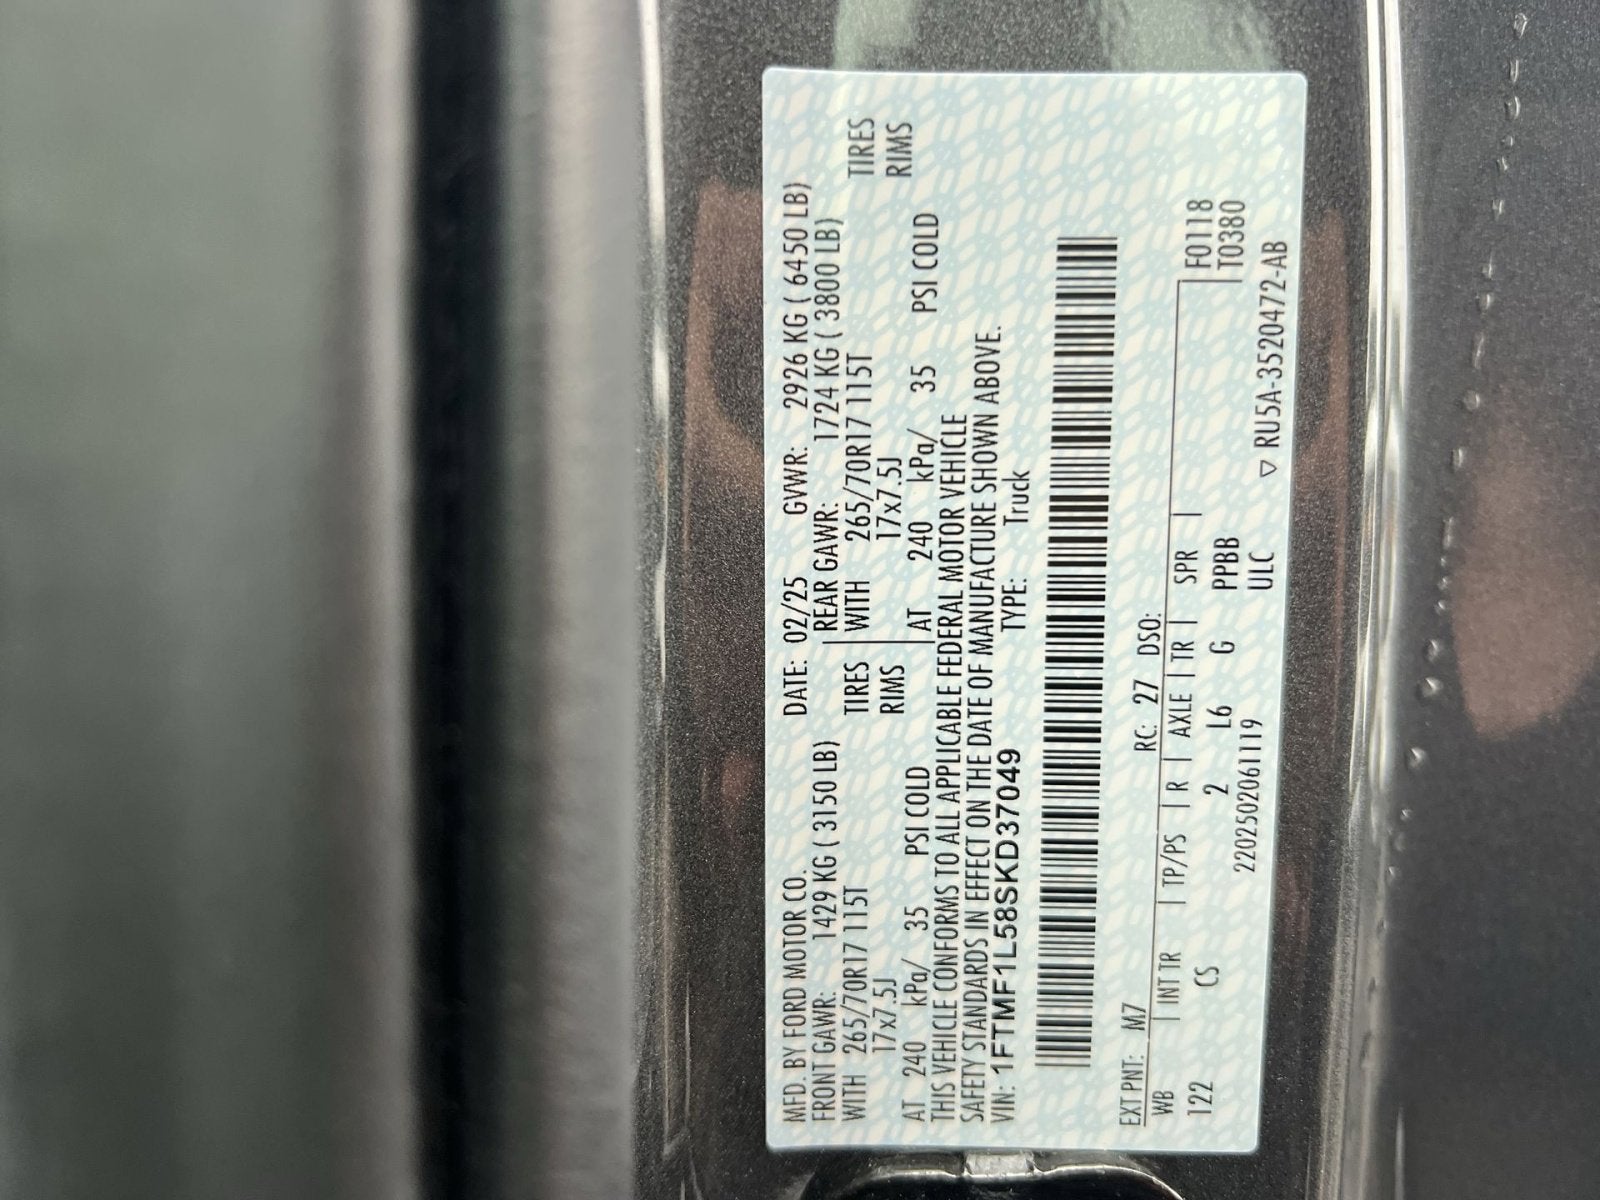 MFD. BY FORD MOTOR CO. DATE: 02/25 GVWR: 2926 KG ( 6450 LB)
FRONT GAWR: 1429 KG ( 3150 LB) REAR GAWR: 1724 KG ( 3800 LB)
WITH 265/70R17 115T TIRES WITH 265/70R17 115T TIRES
17x7.5J RIMS 17x7.5J RIMS
AT 240 kPa/ 35 PSI COLD AT 240 kPa/ 35 PSI COLD
THIS VEHICLE CONFORMS TO ALL APPLICABLE FEDERAL MOTOR VEHICLE
SAFETY STANDARDS IN EFFECT ON THE DATE OF MANUFACTURE SHOWN ABOVE.
VIN: 1FTMF1L58SKD37049 TYPE: Truck
EXT PNT: M7 RC: 27 DSO:
WB INT TR TP/PS R AXLE TR SPR F0118
122 CS 2 L6 G PPBB T0380
2202502061119 ULC
▽ RU5A-3520472-AB